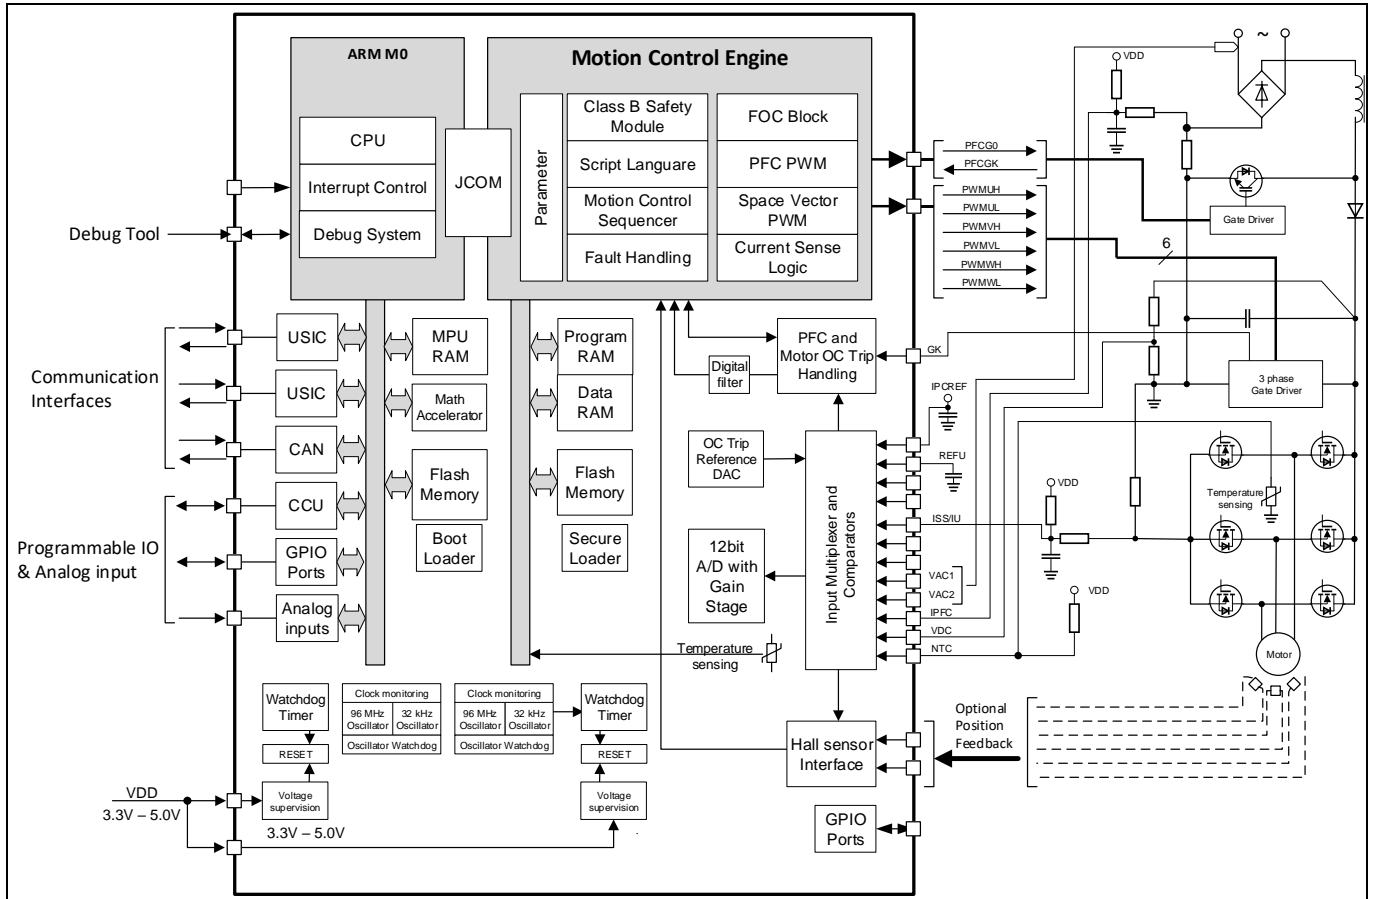 ARM M0
CPU
Interrupt Control
Debug System
JCOM
Motion Control Engine
Parameter
Class B Safety
Module
Script Languare
Motion Control
Sequencer
Fault Handling
FOC Block
PFC PWM
Space Vector
PWM
Current Sense
Logic
Debug Tool
Communication
Interfaces
Programmable IO
& Analog input
USIC
USIC
CAN
CCU
GPIO
Ports
Analog
inputs
MPU
RAM
Math
Accelerator
Flash
Memory
Boot
Loader
Program
RAM
Data
RAM
Flash
Memory
Secure
Loader
Digital
filter
PFC and
Motor OC Trip
Handling
OC Trip
Reference
DAC
12bit
A/D with
Gain
Stage
Input Multiplexer and
Comparators
Temperature
sensing
Hall sensor
Interface
GPIO
Ports
Watchdog
Timer
RESET
Voltage
supervision
Clock monitoring
96 MHz
Oscillator
32 kHz
Oscillator
Oscillator Watchdog
Clock monitoring
96 MHz
Oscillator
32 kHz
Oscillator
Oscillator Watchdog
Watchdog
Timer
RESET
Voltage
supervision
VDD
3.3V – 5.0V
3.3V – 5.0V
PFCG0
PFCGK
PWMUH
PWMUL
PWMVH
PWMVL
PWMWH
PWMWL
GK
IPCREF
REFU
ISS/IU
VAC1
VAC2
IPFC
VDC
NTC
VDD
~
Gate Driver
6
3 phase
Gate Driver
VDD
Temperature
sensing
VDD
Motor
Optional
Position
Feedback